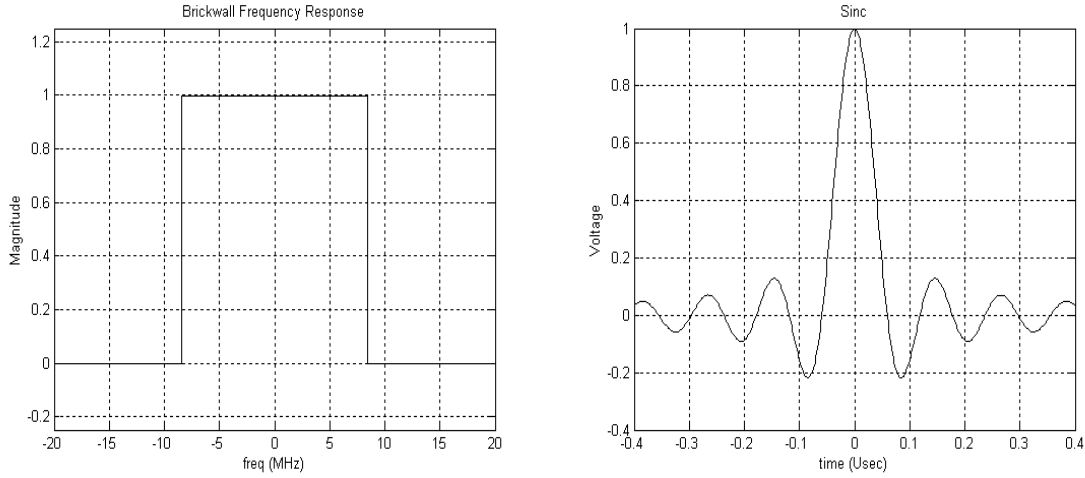 Brickwall Frequency Response
1.2
1
0.8
0.6
0.4
0.2
0
-0.2
Magnitude
-20 -15 -10 -5 0 5 10 15 20
freq (MHz)
Sinc
1
0.8
0.6
0.4
0.2
0
-0.2
-0.4
Voltage
-0.4 -0.3 -0.2 -0.1 0 0.1 0.2 0.3 0.4
time (Usec)